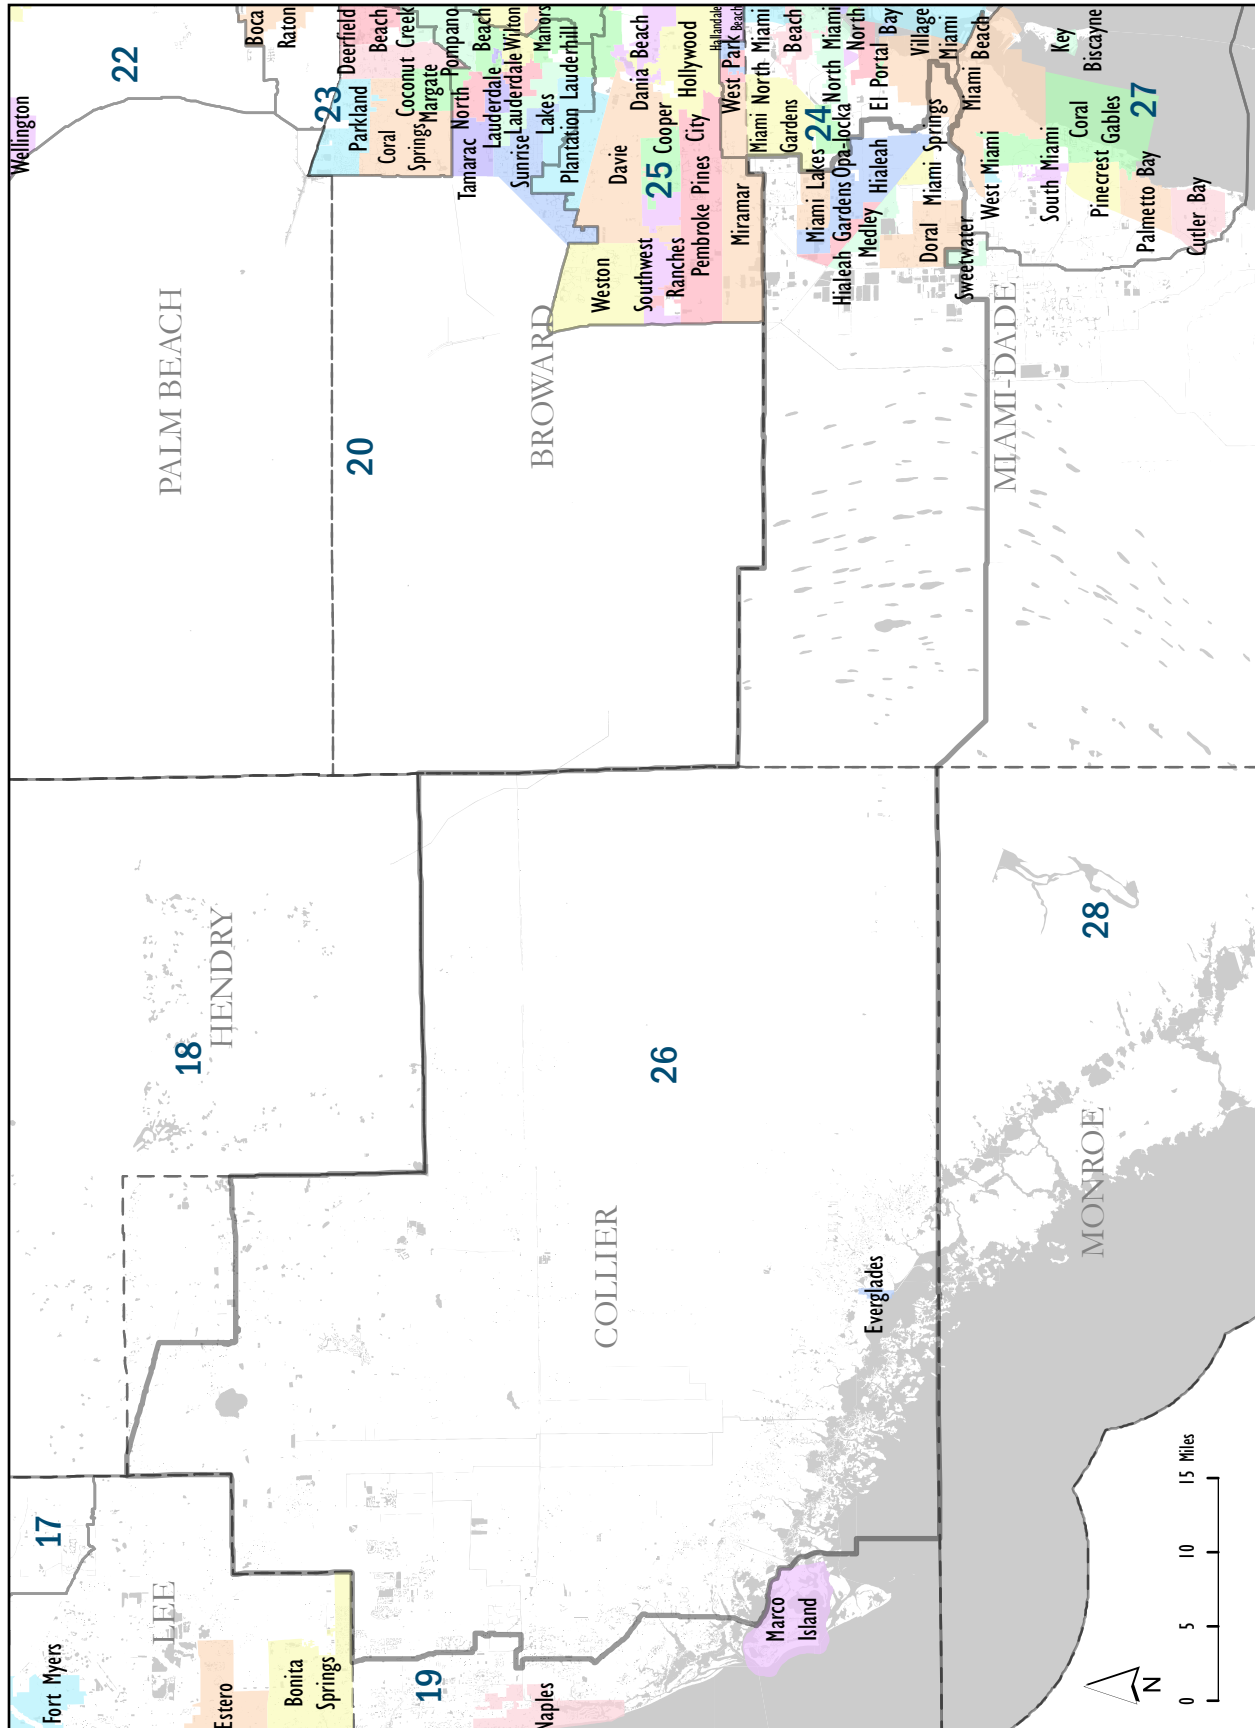 Wellington
22
Boca
Raton
PALM BEACH
HENDRY
18
17
LEE
Fort Myers
Estero
Bonita
Springs
19
Naples
20
23
Parkland
Deerfield
Beach
Coconut Creek
Coral
Springs
Margate
Pompano
Beach
North
Lauderdale
Tamarac
Lauderdale
Lakes
Wilton
Manors
Sunrise
Plantation
Lauderhill
BROWARD
Weston
Davie
Dania Beach
25
Cooper
City
Hollywood
Southwest
Ranches
Pembroke Pines
Hallandale
Beach
West Park
Miramar
Miami
Gardens
North Miami
Beach
24
North Miami
Miami Lakes
Opa-locka
North
Bay
Village
Hialeah Gardens
Hialeah
El Portal
Medley
Miami Springs
Miami
Miami
Beach
Doral
Sweetwater
West Miami
MIAMI-DADE
South Miami
Coral
Gables
Key
Biscayne
27
Pinecrest
Palmetto Bay
Cutler Bay
26
COLLIER
Everglades
Marco
Island
28
MONROE
N
0 5 10 15 Miles